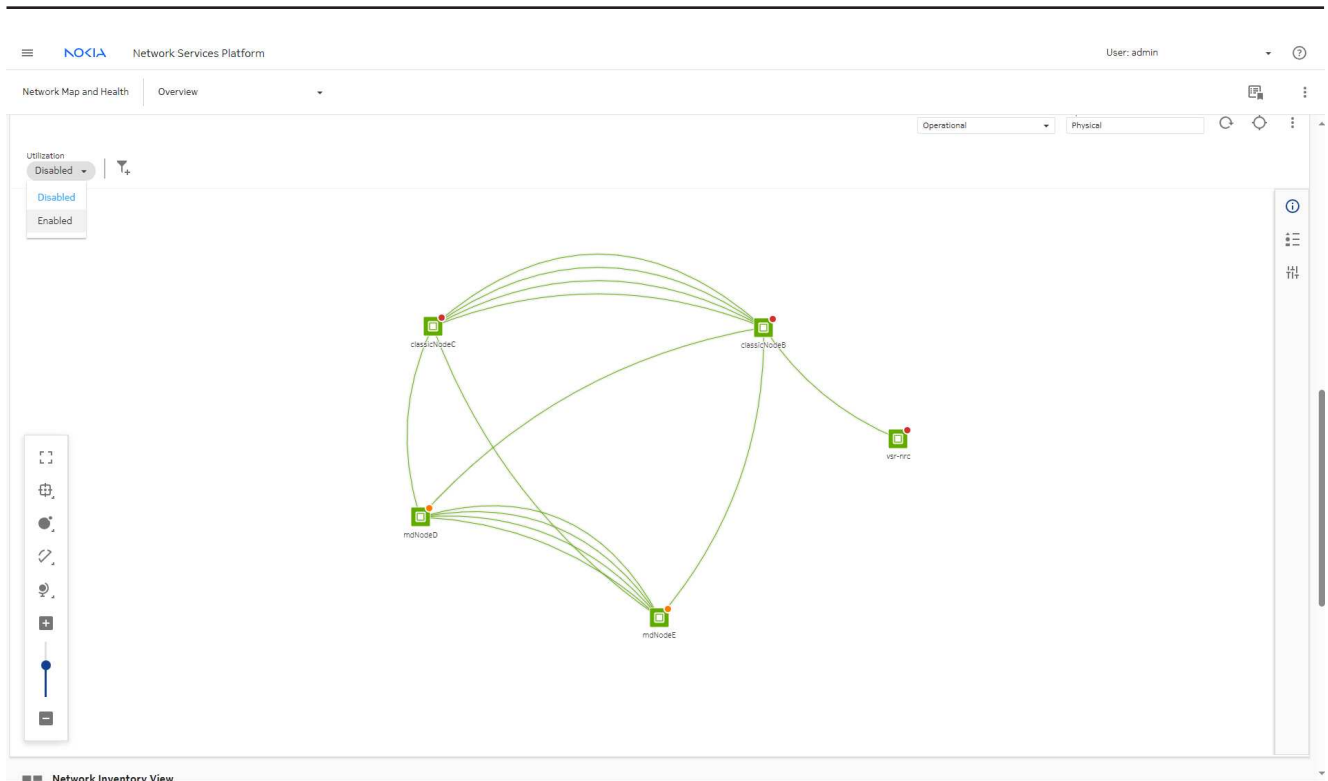 NOKIA Network Services Platform User: admin
Network Map and Health Overview
Operational Physical
Utilization
Disabled
Disabled
Enabled
classicNodeC classicNodeB
vsr-nrc
mdNodeD
mdNodeE
Network Inventory View